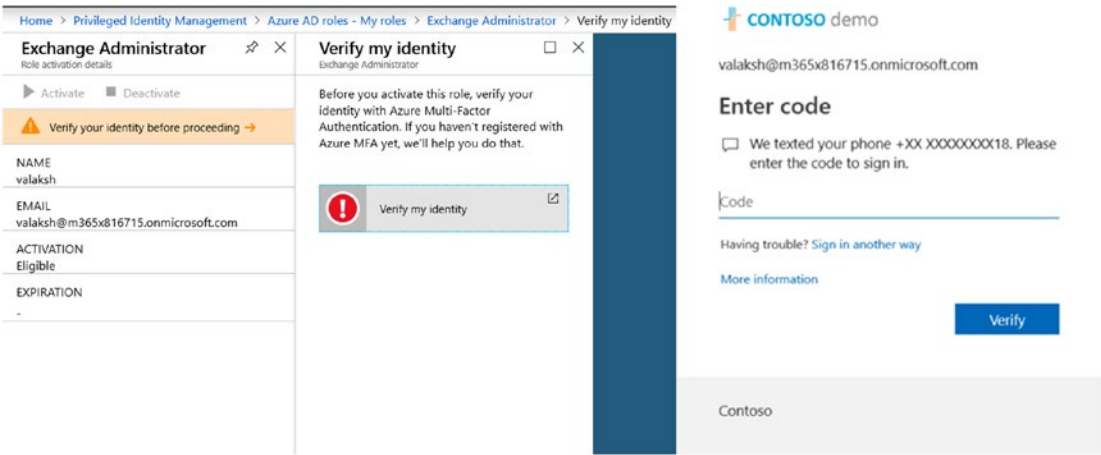 Home > Privileged Identity Management > Azure AD roles - My roles > Exchange Administrator > Verify my identity
Exchange Administrator
Role activation details
Activate Deactivate
Verify your identity before proceeding →
NAME
valaksh
EMAIL
valaksh@m365x816715.onmicrosoft.com
ACTIVATION
Eligible
EXPIRATION
-
Verify my identity
Exchange Administrator
Before you activate this role, verify your
identity with Azure Multi-Factor
Authentication. If you haven't registered with
Azure MFA yet, we'll help you do that.
Verify my identity
CONTOSO demo
valaksh@m365x816715.onmicrosoft.com
Enter code
We texted your phone +XX XXXXXXXX18. Please
enter the code to sign in.
Code
Having trouble? Sign in another way
More information
Verify
Contoso